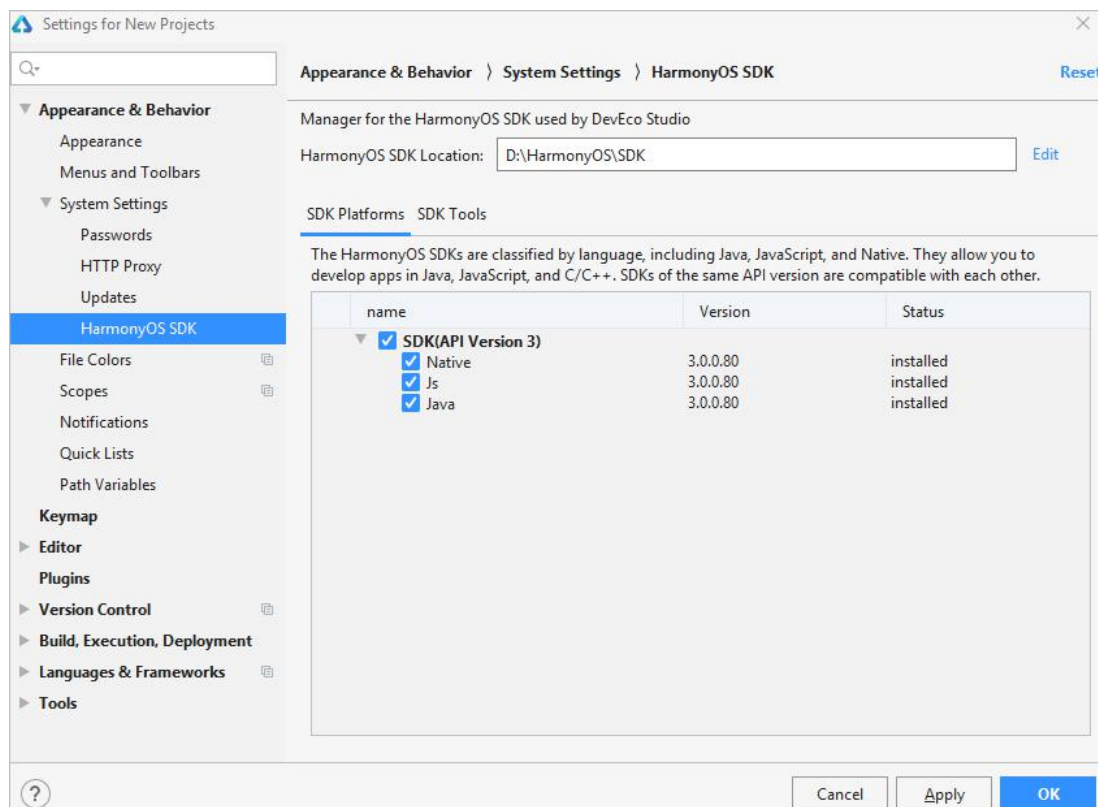 Settings for New Projects
Appearance & Behavior
Appearance
Menus and Toolbars
System Settings
Passwords
HTTP Proxy
Updates
HarmonyOS SDK
File Colors
Scopes
Notifications
Quick Lists
Path Variables
Keymap
Editor
Plugins
Version Control
Build, Execution, Deployment
Languages & Frameworks
Tools
Appearance & Behavior 〉 System Settings 〉 HarmonyOS SDK Reset
Manager for the HarmonyOS SDK used by DevEco Studio
HarmonyOS SDK Location: D:\HarmonyOS\SDK Edit
SDK Platforms SDK Tools
The HarmonyOS SDKs are classified by language, including Java, JavaScript, and Native. They allow you to
develop apps in Java, JavaScript, and C/C++. SDKs of the same API version are compatible with each other.
name Version Status
SDK(API Version 3)
Native 3.0.0.80 installed
Js 3.0.0.80 installed
Java 3.0.0.80 installed
? Cancel Apply OK